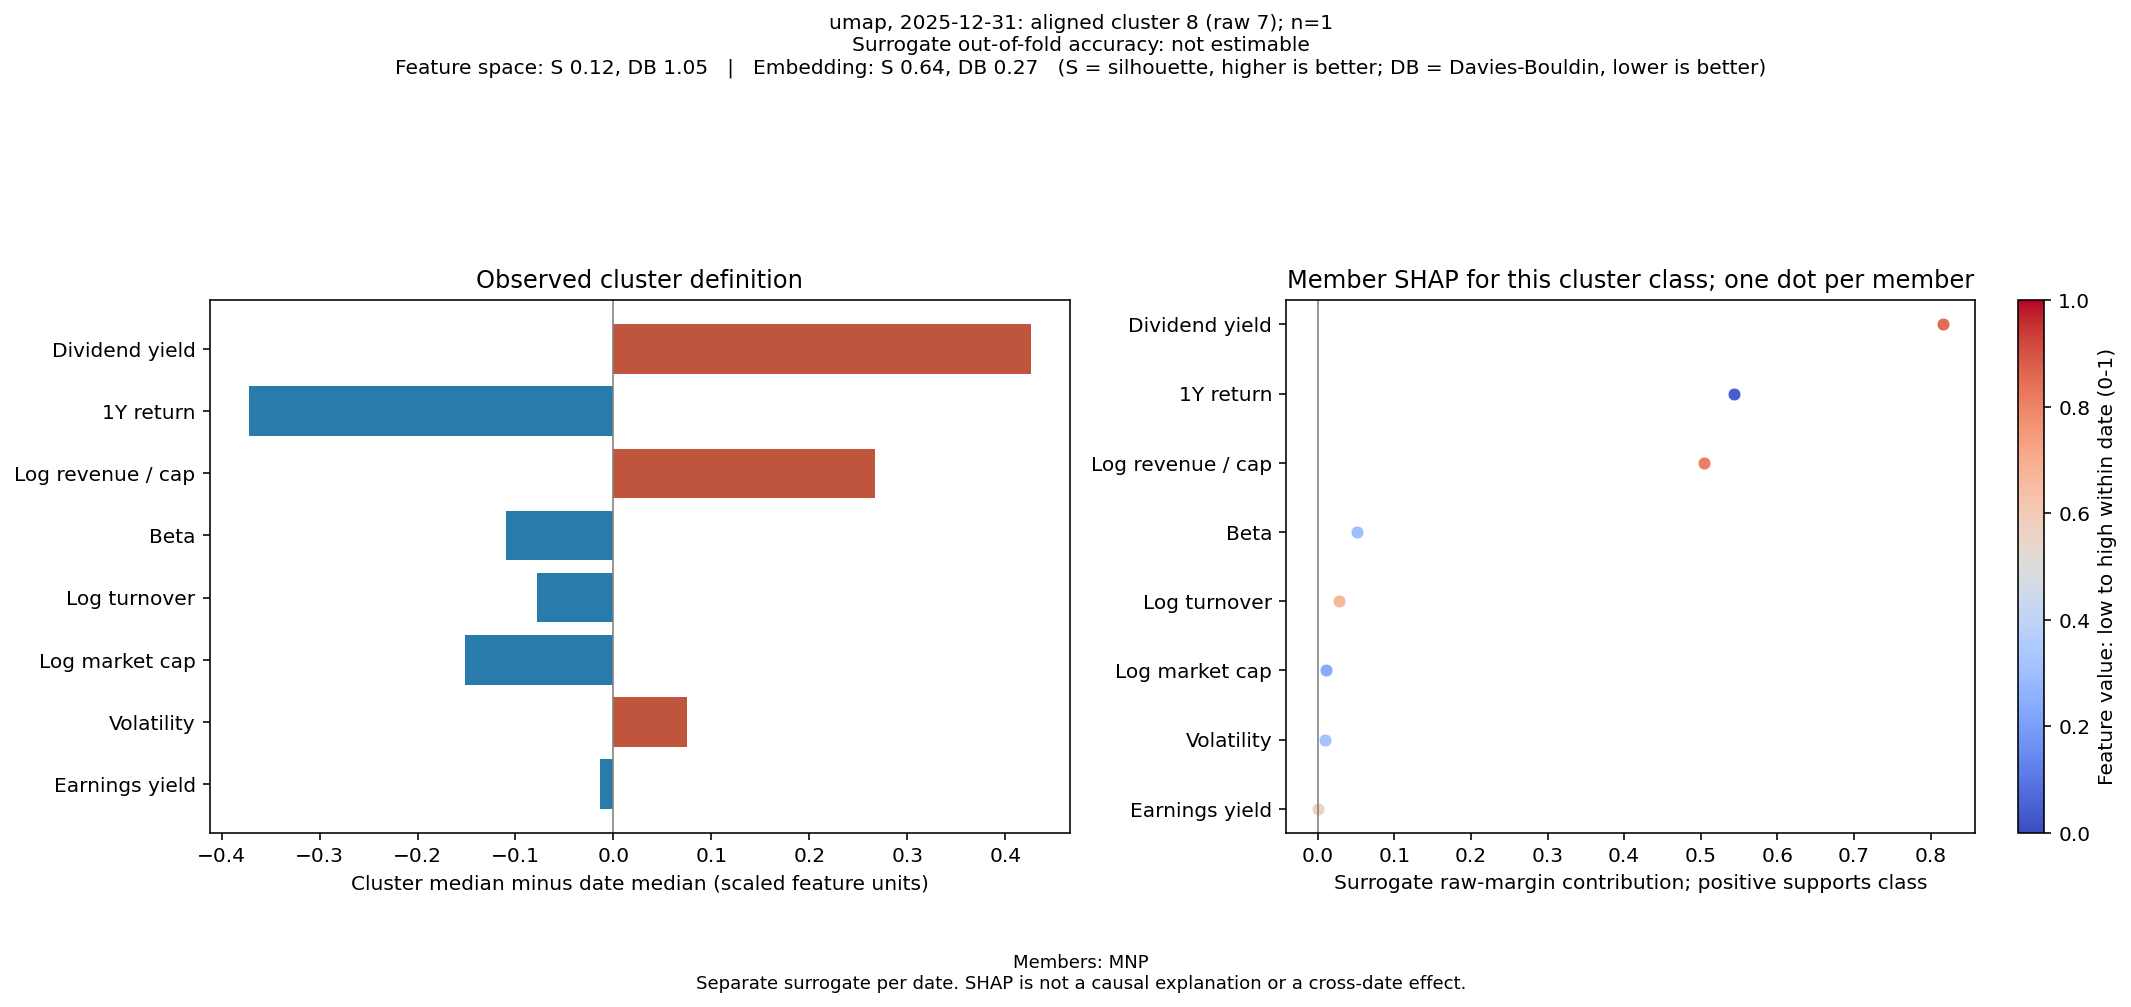 umap, 2025-12-31: aligned cluster 8 (raw 7); n=1
Surrogate out-of-fold accuracy: not estimable
Feature space: S 0.12, DB 1.05   |   Embedding: S 0.64, DB 0.27   (S = silhouette, higher is better; DB = Davies-Bouldin, lower is better)
Observed cluster definition
Dividend yield
1Y return
Log revenue / cap
Beta
Log turnover
Log market cap
Volatility
Earnings yield
−0.4 −0.3 −0.2 −0.1 0.0 0.1 0.2 0.3 0.4
Cluster median minus date median (scaled feature units)
Member SHAP for this cluster class; one dot per member
Dividend yield
1Y return
Log revenue / cap
Beta
Log turnover
Log market cap
Volatility
Earnings yield
0.0 0.1 0.2 0.3 0.4 0.5 0.6 0.7 0.8
Surrogate raw-margin contribution; positive supports class
1.0
0.8
0.6
0.4
0.2
0.0
Feature value: low to high within date (0-1)
Members: MNP
Separate surrogate per date. SHAP is not a causal explanation or a cross-date effect.